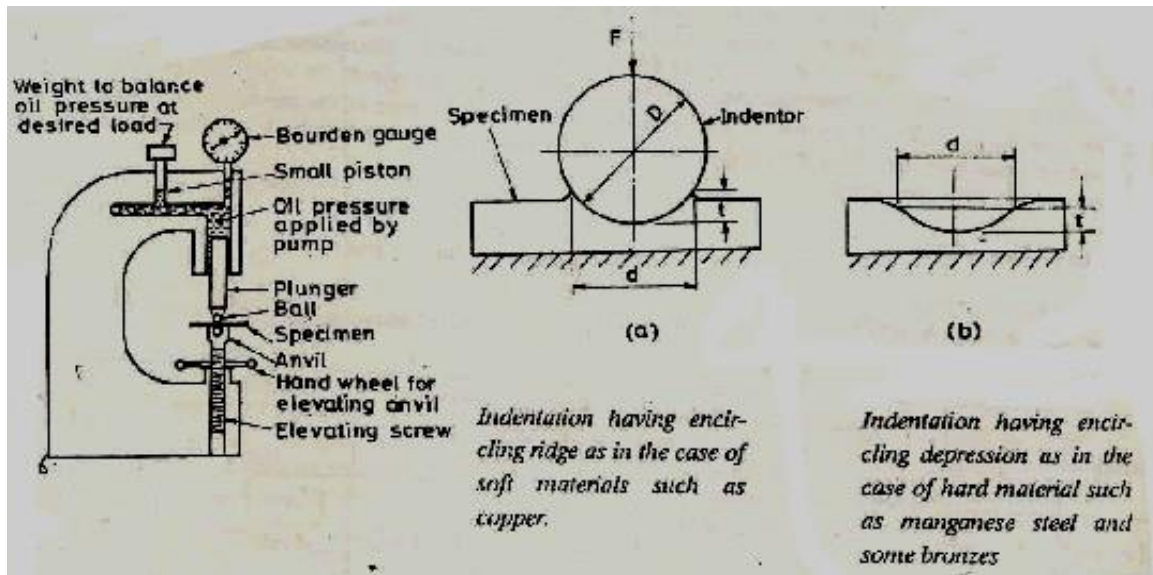 Weight to balance
oil pressure at
desired load
Bourden gauge
Small piston
Oil pressure
applied by
pump
Plunger
Ball
Specimen
Anvil
Hand wheel for
elevating anvil
Elevating screw
F
Specimen
D
Indentor
t
d
(a)
d
t
(b)
Indentation having encir-
cling ridge as in the case of
soft materials such as
copper.
Indentation having encir-
cling depression as in the
case of hard material such
as manganese steel and
some bronzes